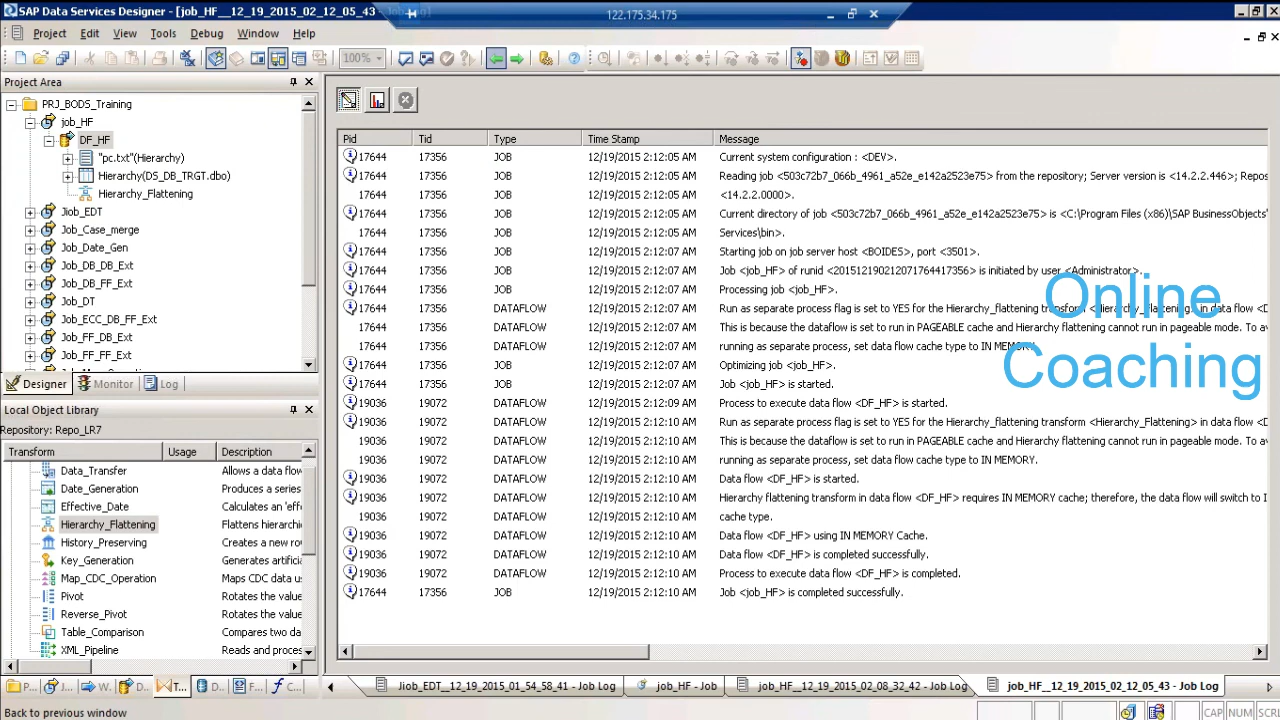 SAP Data Services Designer - [job_HF__12_19_2015_02_12_05_43 - Job Log]
122.175.34.175
Project Edit View Tools Debug Window Help
100%
Project Area
PRJ_BODS_Training
job_HF
DF_HF
"pc.txt"(Hierarchy)
Hierarchy(DS_DB_TRGT.dbo)
Hierarchy_Flattening
Jiob_EDT
Job_Case_merge
Job_Date_Gen
Job_DB_DB_Ext
Job_DB_FF_Ext
Job_DT
Job_ECC_DB_FF_Ext
Job_FF_DB_Ext
Job_FF_FF_Ext
Designer Monitor Log
Local Object Library
Repository: Repo_LR7
Transform Usage Description
Data_Transfer Allows a data flow
Date_Generation Produces a series
Effective_Date Calculates an 'effe
Hierarchy_Flattening Flattens hierarchi
History_Preserving Creates a new ro
Key_Generation Generates artificia
Map_CDC_Operation Maps CDC data us
Pivot Rotates the value
Reverse_Pivot Rotates the value
Table_Comparison Compares two da
XML_Pipeline Reads and proces
P... J... W... D... T... D... F... C...
Pid Tid Type Time Stamp Message
17644 17356 JOB 12/19/2015 2:12:05 AM Current system configuration : <DEV>.
17644 17356 JOB 12/19/2015 2:12:05 AM Reading job <503c72b7_066b_4961_a52e_e142a2523e75> from the repository; Server version is <14.2.2.446>; Repos
17644 17356 JOB 12/19/2015 2:12:05 AM <14.2.2.0000>.
17644 17356 JOB 12/19/2015 2:12:05 AM Current directory of job <503c72b7_066b_4961_a52e_e142a2523e75> is <C:\Program Files (x86)\SAP BusinessObjects\
17644 17356 JOB 12/19/2015 2:12:05 AM Services\bin>.
17644 17356 JOB 12/19/2015 2:12:07 AM Starting job on job server host <BOIDES>, port <3501>.
17644 17356 JOB 12/19/2015 2:12:07 AM Job <job_HF> of runid <201512190212071764417356> is initiated by user <Administrator>.
17644 17356 JOB 12/19/2015 2:12:07 AM Processing job <job_HF>.
17644 17356 DATAFLOW 12/19/2015 2:12:07 AM Run as separate process flag is set to YES for the Hierarchy_flattening transform <Hierarchy_Flattening> in data flow <D
17644 17356 DATAFLOW 12/19/2015 2:12:07 AM This is because the dataflow is set to run in PAGEABLE cache and Hierarchy flattening cannot run in pageable mode. To av
17644 17356 DATAFLOW 12/19/2015 2:12:07 AM running as separate process, set data flow cache type to IN MEMORY.
17644 17356 JOB 12/19/2015 2:12:07 AM Optimizing job <job_HF>.
17644 17356 JOB 12/19/2015 2:12:07 AM Job <job_HF> is started.
19036 19072 DATAFLOW 12/19/2015 2:12:09 AM Process to execute data flow <DF_HF> is started.
19036 19072 DATAFLOW 12/19/2015 2:12:10 AM Run as separate process flag is set to YES for the Hierarchy_flattening transform <Hierarchy_Flattening> in data flow <D
19036 19072 DATAFLOW 12/19/2015 2:12:10 AM This is because the dataflow is set to run in PAGEABLE cache and Hierarchy flattening cannot run in pageable mode. To av
19036 19072 DATAFLOW 12/19/2015 2:12:10 AM running as separate process, set data flow cache type to IN MEMORY.
19036 19072 DATAFLOW 12/19/2015 2:12:10 AM Data flow <DF_HF> is started.
19036 19072 DATAFLOW 12/19/2015 2:12:10 AM Hierarchy flattening transform in data flow <DF_HF> requires IN MEMORY cache; therefore, the data flow will switch to I
19036 19072 DATAFLOW 12/19/2015 2:12:10 AM cache type.
19036 19072 DATAFLOW 12/19/2015 2:12:10 AM Data flow <DF_HF> using IN MEMORY Cache.
19036 19072 DATAFLOW 12/19/2015 2:12:10 AM Data flow <DF_HF> is completed successfully.
19036 19072 DATAFLOW 12/19/2015 2:12:10 AM Process to execute data flow <DF_HF> is completed.
17644 17356 JOB 12/19/2015 2:12:10 AM Job <job_HF> is completed successfully.
Online
Coaching
Jiob_EDT__12_19_2015_01_54_58_41 - Job Log job_HF - Job job_HF__12_19_2015_02_08_32_42 - Job Log job_HF__12_19_2015_02_12_05_43 - Job Log
Back to previous window CAP NUM SCRL